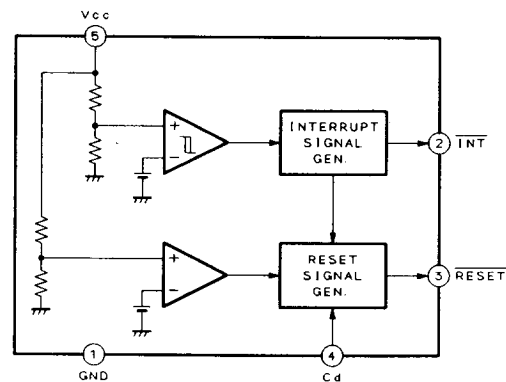 Vcc
5
+
−
INTERRUPT
SIGNAL
GEN.
2
INT
+
−
RESET
SIGNAL
GEN.
3
RESET
1
GND
4
Cd